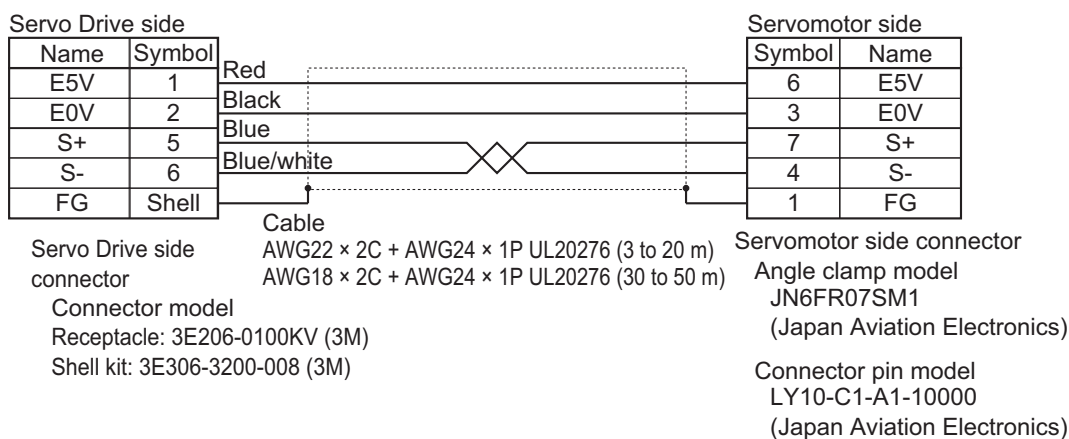 Servo Drive side
Servomotor side
Name Symbol
Symbol Name
E5V 1 Red 6 E5V
E0V 2 Black 3 E0V
S+ 5 Blue 7 S+
S- 6 Blue/white 4 S-
FG Shell 1 FG
Cable
AWG22 × 2C + AWG24 × 1P UL20276 (3 to 20 m)
AWG18 × 2C + AWG24 × 1P UL20276 (30 to 50 m)
Servo Drive side
connector
Connector model
Receptacle: 3E206-0100KV (3M)
Shell kit: 3E306-3200-008 (3M)
Servomotor side connector
Angle clamp model
JN6FR07SM1
(Japan Aviation Electronics)
Connector pin model
LY10-C1-A1-10000
(Japan Aviation Electronics)